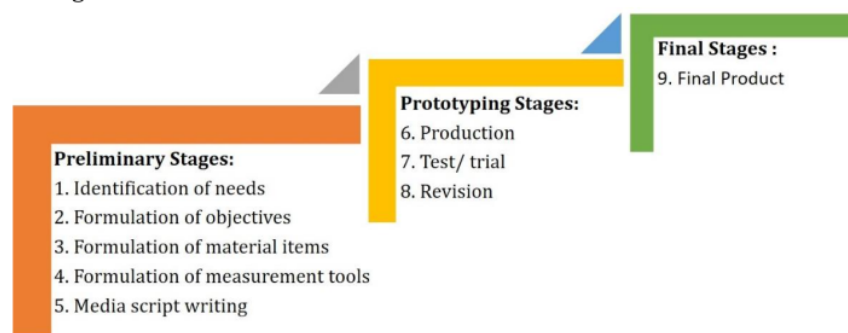 Preliminary Stages:
1. Identification of needs
2. Formulation of objectives
3. Formulation of material items
4. Formulation of measurement tools
5. Media script writing
Prototyping Stages:
6. Production
7. Test/ trial
8. Revision
Final Stages :
9. Final Product